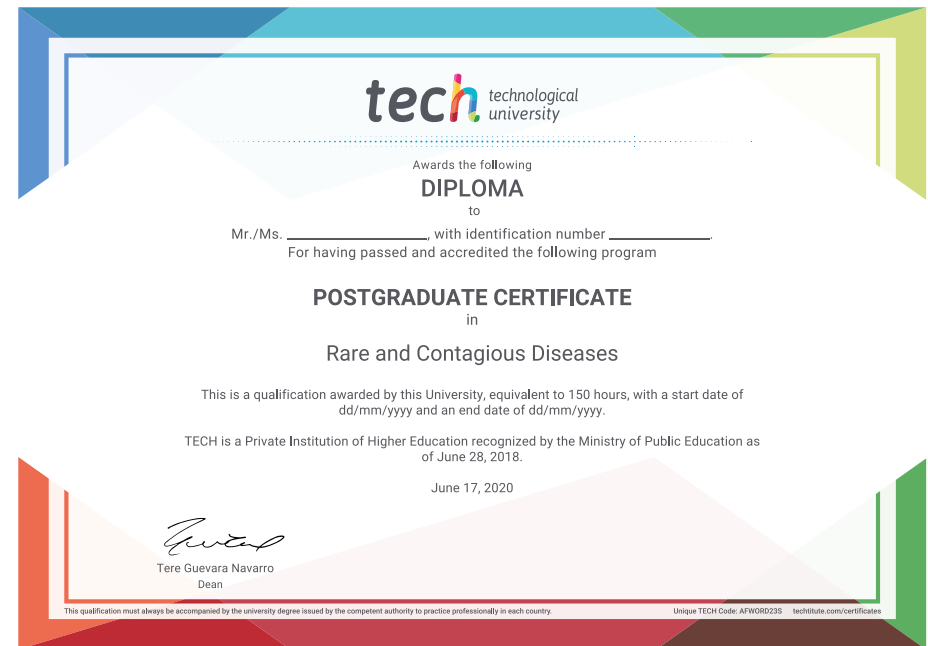 tech technological
university
Awards the following
DIPLOMA
to
Mr./Ms. ____________________, with identification number ______________.
For having passed and accredited the following program
POSTGRADUATE CERTIFICATE
in
Rare and Contagious Diseases
This is a qualification awarded by this University, equivalent to 150 hours, with a start date of
dd/mm/yyyy and an end date of dd/mm/yyyy.
TECH is a Private Institution of Higher Education recognized by the Ministry of Public Education as
of June 28, 2018.
June 17, 2020
Tere Guevara Navarro
Dean
This qualification must always be accompanied by the university degree issued by the competent authority to practice professionally in each country.
Unique TECH Code: AFWORD23S techtitute.com/certificates